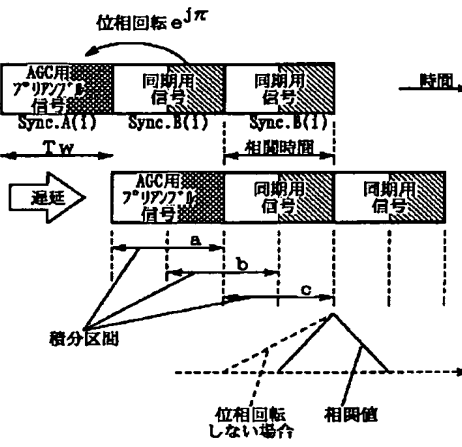 位相回転 e^jπ
AGC用
プリアンブル
信号
同期用
信号
同期用
信号
時間
Sync.A(1)
Sync.B(1)
Sync.B(1)
Tw
相関時間
遅延
AGC用
プリアンブル
信号
同期用
信号
同期用
信号
a
b
c
積分区間
位相回転
しない場合
相関値